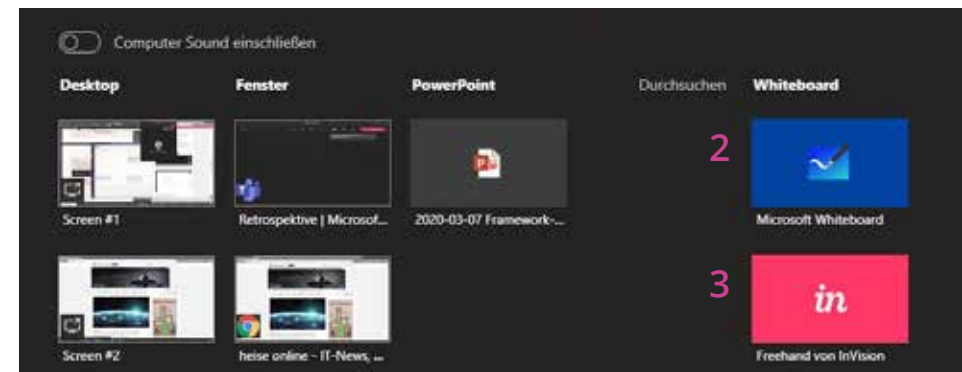 Computer Sound einschließen
Desktop Fenster PowerPoint Durchsuchen Whiteboard
2
Screen #1 Retrospektive | Microsof... 2020-03-07 Framework-... Microsoft Whiteboard
3
in
Screen #2 heise online - IT-News, ... Freehand von InVision